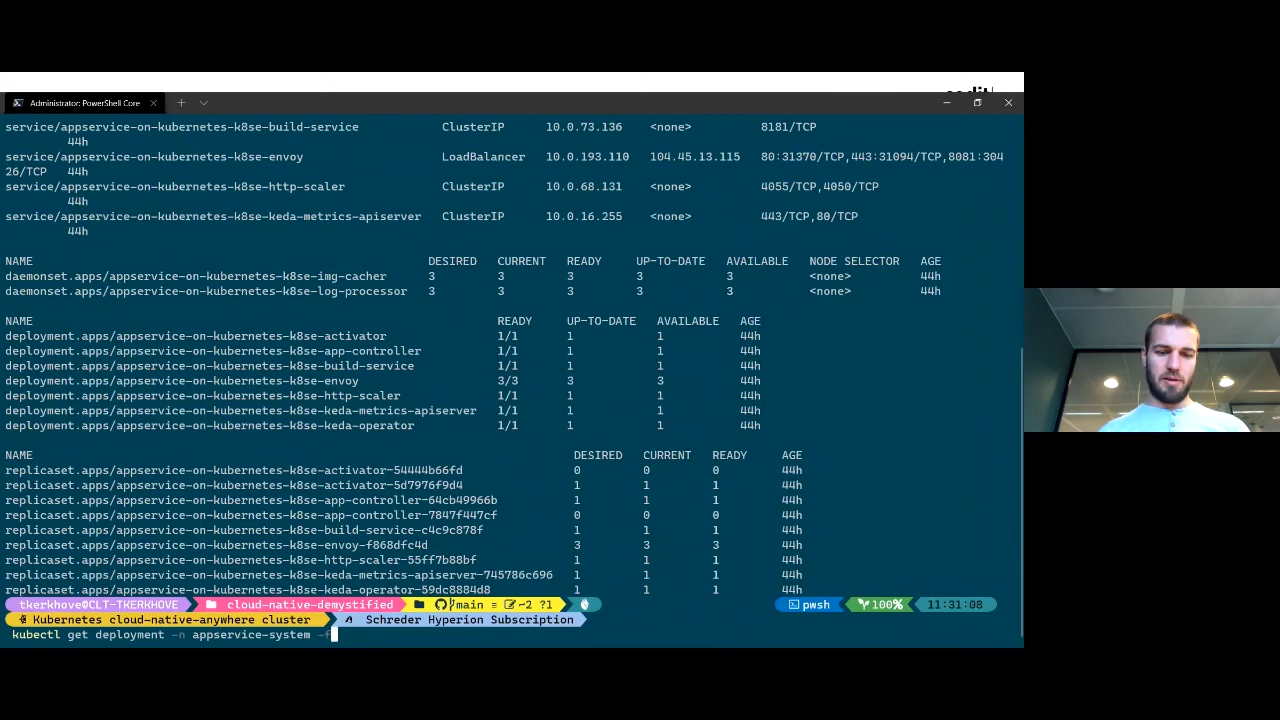 Administrator: PowerShell Core
service/appservice-on-kubernetes-k8se-build-service ClusterIP 10.0.73.136 <none> 8181/TCP
44h
service/appservice-on-kubernetes-k8se-envoy LoadBalancer 10.0.193.110 104.45.13.115 80:31370/TCP,443:31094/TCP,8081:304
26/TCP 44h
service/appservice-on-kubernetes-k8se-http-scaler ClusterIP 10.0.68.131 <none> 4055/TCP,4050/TCP
44h
service/appservice-on-kubernetes-k8se-keda-metrics-apiserver ClusterIP 10.0.16.255 <none> 443/TCP,80/TCP
44h
NAME DESIRED CURRENT READY UP-TO-DATE AVAILABLE NODE SELECTOR AGE
daemonset.apps/appservice-on-kubernetes-k8se-img-cacher 3 3 3 3 3 <none> 44h
daemonset.apps/appservice-on-kubernetes-k8se-log-processor 3 3 3 3 3 <none> 44h
NAME READY UP-TO-DATE AVAILABLE AGE
deployment.apps/appservice-on-kubernetes-k8se-activator 1/1 1 1 44h
deployment.apps/appservice-on-kubernetes-k8se-app-controller 1/1 1 1 44h
deployment.apps/appservice-on-kubernetes-k8se-build-service 1/1 1 1 44h
deployment.apps/appservice-on-kubernetes-k8se-envoy 3/3 3 3 44h
deployment.apps/appservice-on-kubernetes-k8se-http-scaler 1/1 1 1 44h
deployment.apps/appservice-on-kubernetes-k8se-keda-metrics-apiserver 1/1 1 1 44h
deployment.apps/appservice-on-kubernetes-k8se-keda-operator 1/1 1 1 44h
NAME DESIRED CURRENT READY AGE
replicaset.apps/appservice-on-kubernetes-k8se-activator-54444b66fd 0 0 0 44h
replicaset.apps/appservice-on-kubernetes-k8se-activator-5d7976f9d4 1 1 1 44h
replicaset.apps/appservice-on-kubernetes-k8se-app-controller-64cb49966b 1 1 1 44h
replicaset.apps/appservice-on-kubernetes-k8se-app-controller-7847f447cf 0 0 0 44h
replicaset.apps/appservice-on-kubernetes-k8se-build-service-c4c9c878f 1 1 1 44h
replicaset.apps/appservice-on-kubernetes-k8se-envoy-f868dfc4d 3 3 3 44h
replicaset.apps/appservice-on-kubernetes-k8se-http-scaler-55ff7b88bf 1 1 1 44h
replicaset.apps/appservice-on-kubernetes-k8se-keda-metrics-apiserver-745786c696 1 1 1 44h
replicaset.apps/appservice-on-kubernetes-k8se-keda-operator-59dc8884d8 1 1 1 44h
tkerkhove@CLT-TKERKHOVE cloud-native-demystified main ≡ ~2 ?1 pwsh 100% 11:31:08
Kubernetes cloud-native-anywhere cluster Schreder Hyperion Subscription
kubectl get deployment -n appservice-system -f